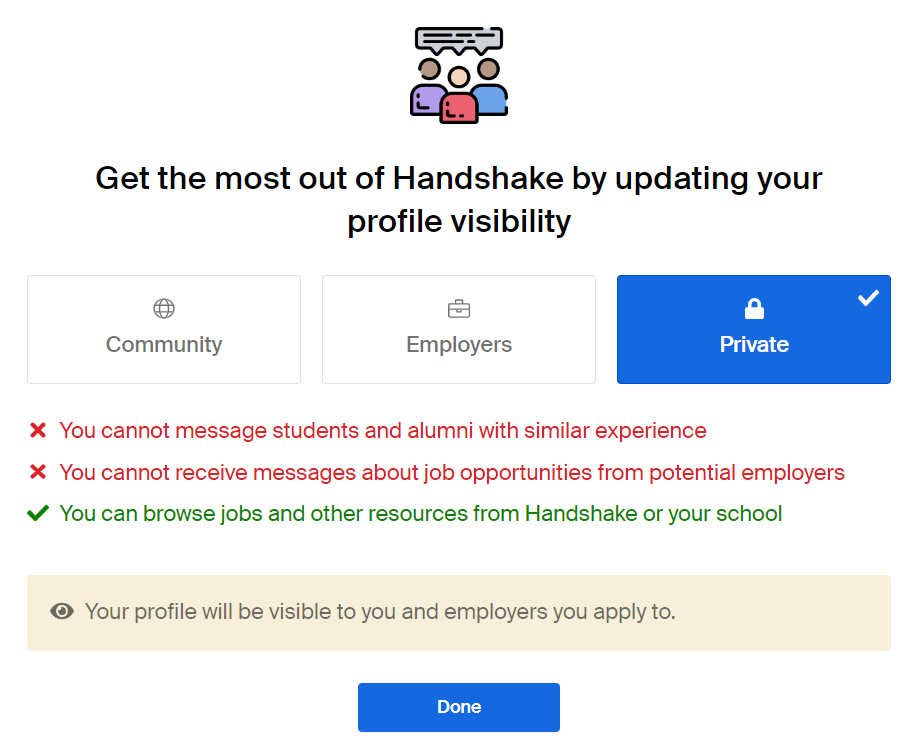 Get the most out of Handshake by updating your
profile visibility
Community
Employers
Private
You cannot message students and alumni with similar experience
You cannot receive messages about job opportunities from potential employers
You can browse jobs and other resources from Handshake or your school
Your profile will be visible to you and employers you apply to.
Done